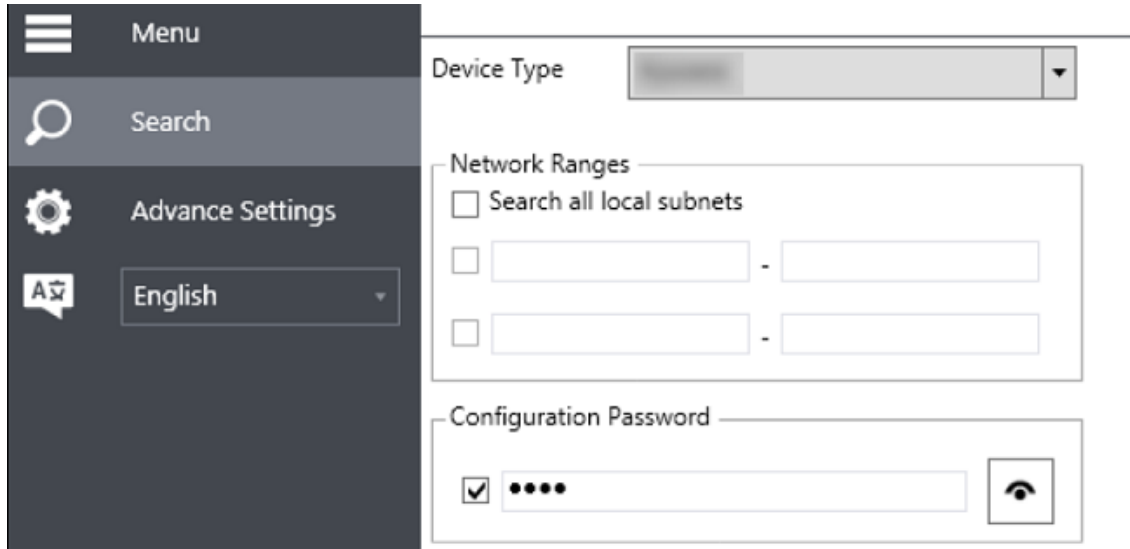 Menu
Search
Advance Settings
English
Device Type
Network Ranges
Search all local subnets
-
-
Configuration Password
••••